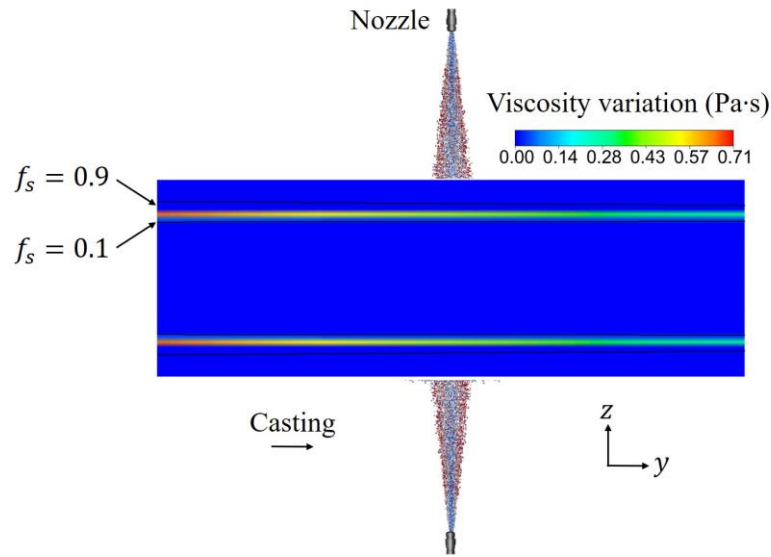 Nozzle
Viscosity variation (Pa·s)
0.00 0.14 0.28 0.43 0.57 0.71
f_s = 0.9
f_s = 0.1
Casting
z
y